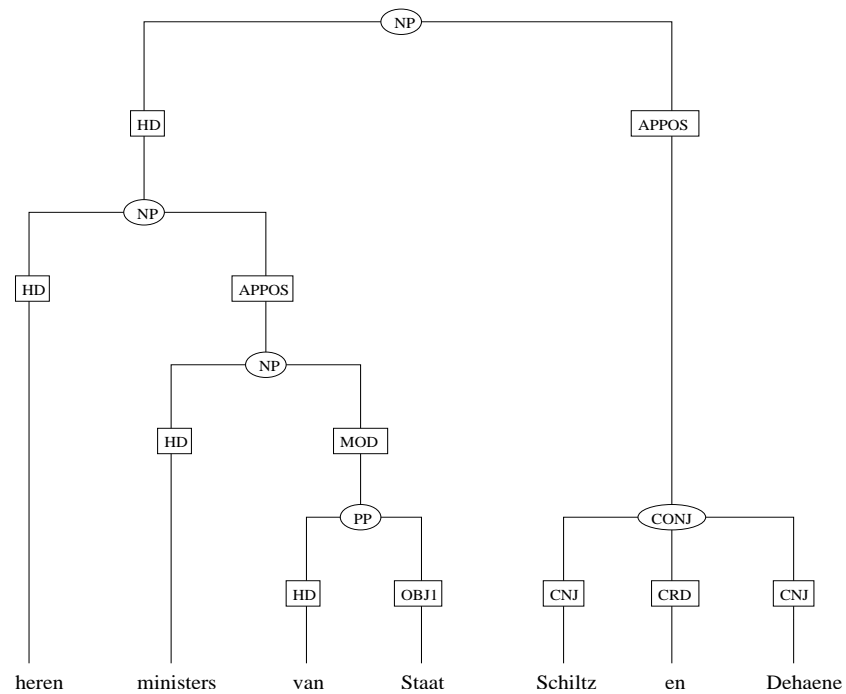 NP
HD APPOS
NP
HD APPOS
NP
HD MOD
PP CONJ
HD OBJ1 CNJ CRD CNJ
heren ministers van Staat Schiltz en Dehaene